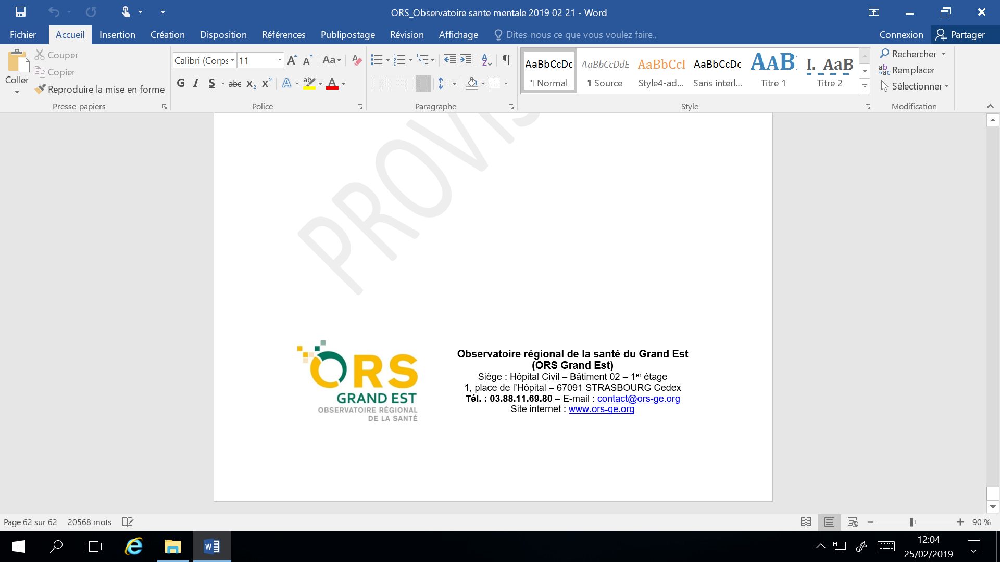 ORS_Observatoire sante mentale 2019 02 21 - Word
Fichier
Accueil
Insertion
Création
Disposition
Références
Publipostage
Révision
Affichage
Dites-nous ce que vous voulez faire..
Connexion
Partager
Coller
Couper
Copier
Reproduire la mise en forme
Presse-papiers
Calibri (Corps
11
A A Aa A
G I S abc X₂ X² A ab A
Police
Paragraphe
AaBbCcDc
¶ Normal
AaBbCcDdE
¶ Source
AaBbCcI
Style4-ad...
AaBbCcDc
Sans interl...
AaB
Titre 1
I. AaB
Titre 2
Style
Rechercher
Remplacer
Sélectionner
Modification
PROVIS
ORS
GRAND EST
OBSERVATOIRE RÉGIONAL
DE LA SANTÉ
Observatoire régional de la santé du Grand Est
(ORS Grand Est)
Siège : Hôpital Civil – Bâtiment 02 – 1er étage
1, place de l’Hôpital – 67091 STRASBOURG Cedex
Tél. : 03.88.11.69.80 – E-mail : contact@ors-ge.org
Site internet : www.ors-ge.org
Page 62 sur 62
20568 mots
90 %
12:04
25/02/2019